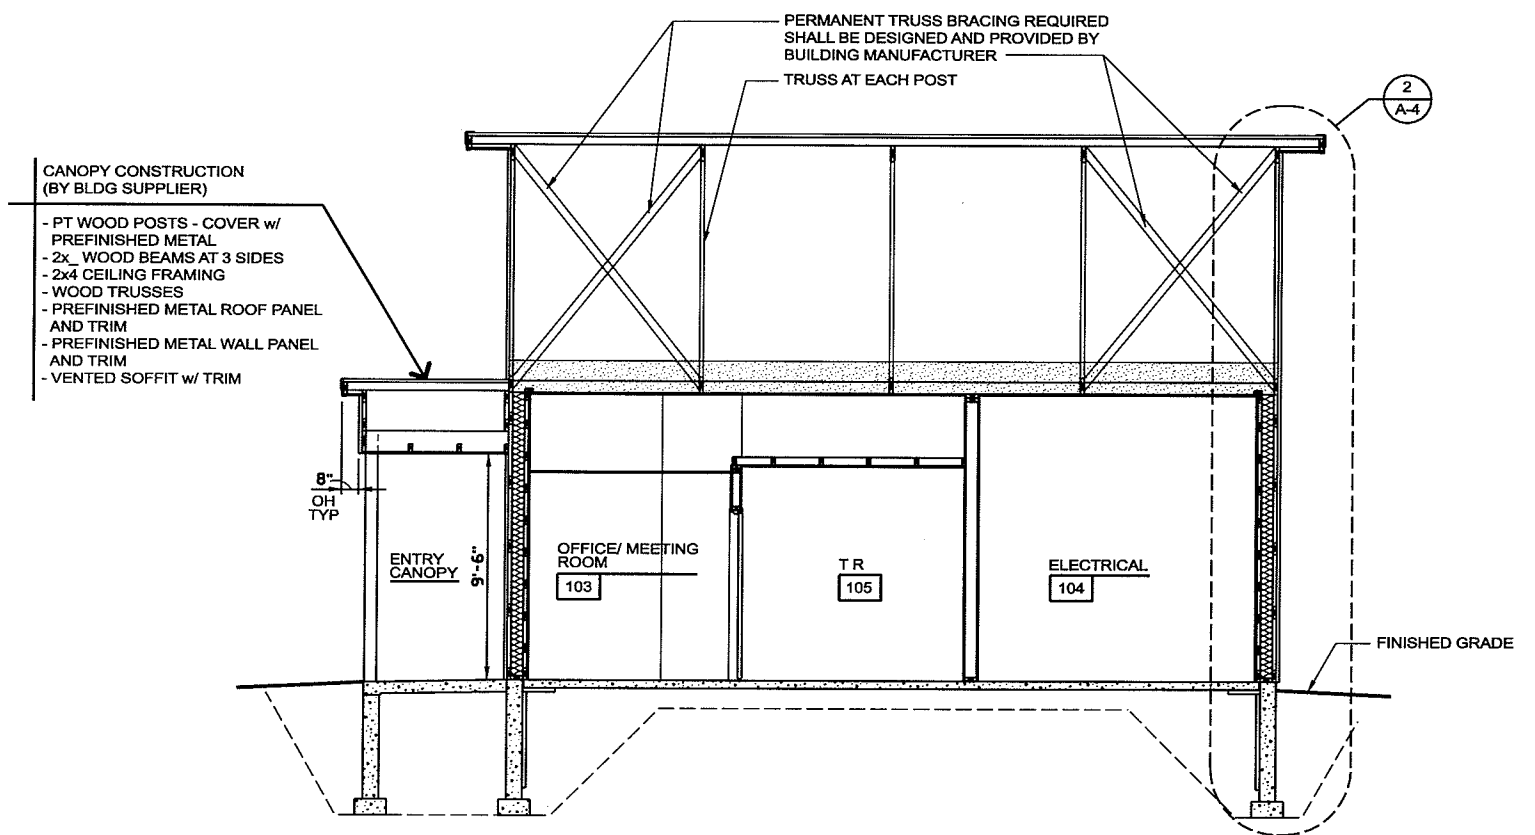 PERMANENT TRUSS BRACING REQUIRED
SHALL BE DESIGNED AND PROVIDED BY
BUILDING MANUFACTURER
TRUSS AT EACH POST
2
A-4
CANOPY CONSTRUCTION
(BY BLDG SUPPLIER)
- PT WOOD POSTS - COVER w/
PREFINISHED METAL
- 2x_ WOOD BEAMS AT 3 SIDES
- 2x4 CEILING FRAMING
- WOOD TRUSSES
- PREFINISHED METAL ROOF PANEL
AND TRIM
- PREFINISHED METAL WALL PANEL
AND TRIM
- VENTED SOFFIT w/ TRIM
8"
OH
TYP
ENTRY
CANOPY
9'-6"
OFFICE/ MEETING
ROOM
103
T R
105
ELECTRICAL
104
FINISHED GRADE